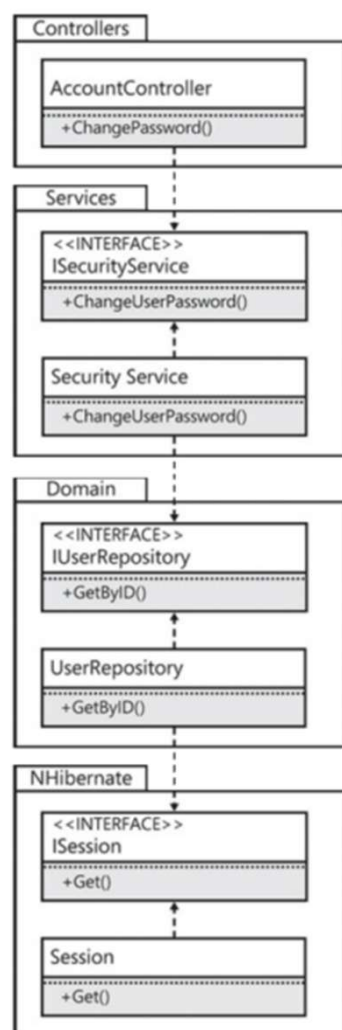 Controllers
AccountController
+ChangePassword()
Services
<<INTERFACE>>
ISecurityService
+ChangeUserPassword()
Security Service
+ChangeUserPassword()
Domain
<<INTERFACE>>
IUserRepository
+GetByID()
UserRepository
+GetByID()
NHibernate
<<INTERFACE>>
ISession
+Get()
Session
+Get()